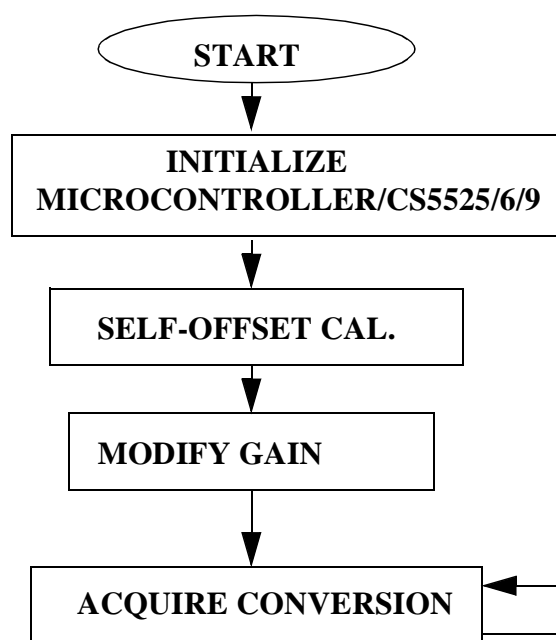 START
INITIALIZE
MICROCONTROLLER/CS5525/6/9
SELF-OFFSET CAL.
MODIFY GAIN
ACQUIRE CONVERSION